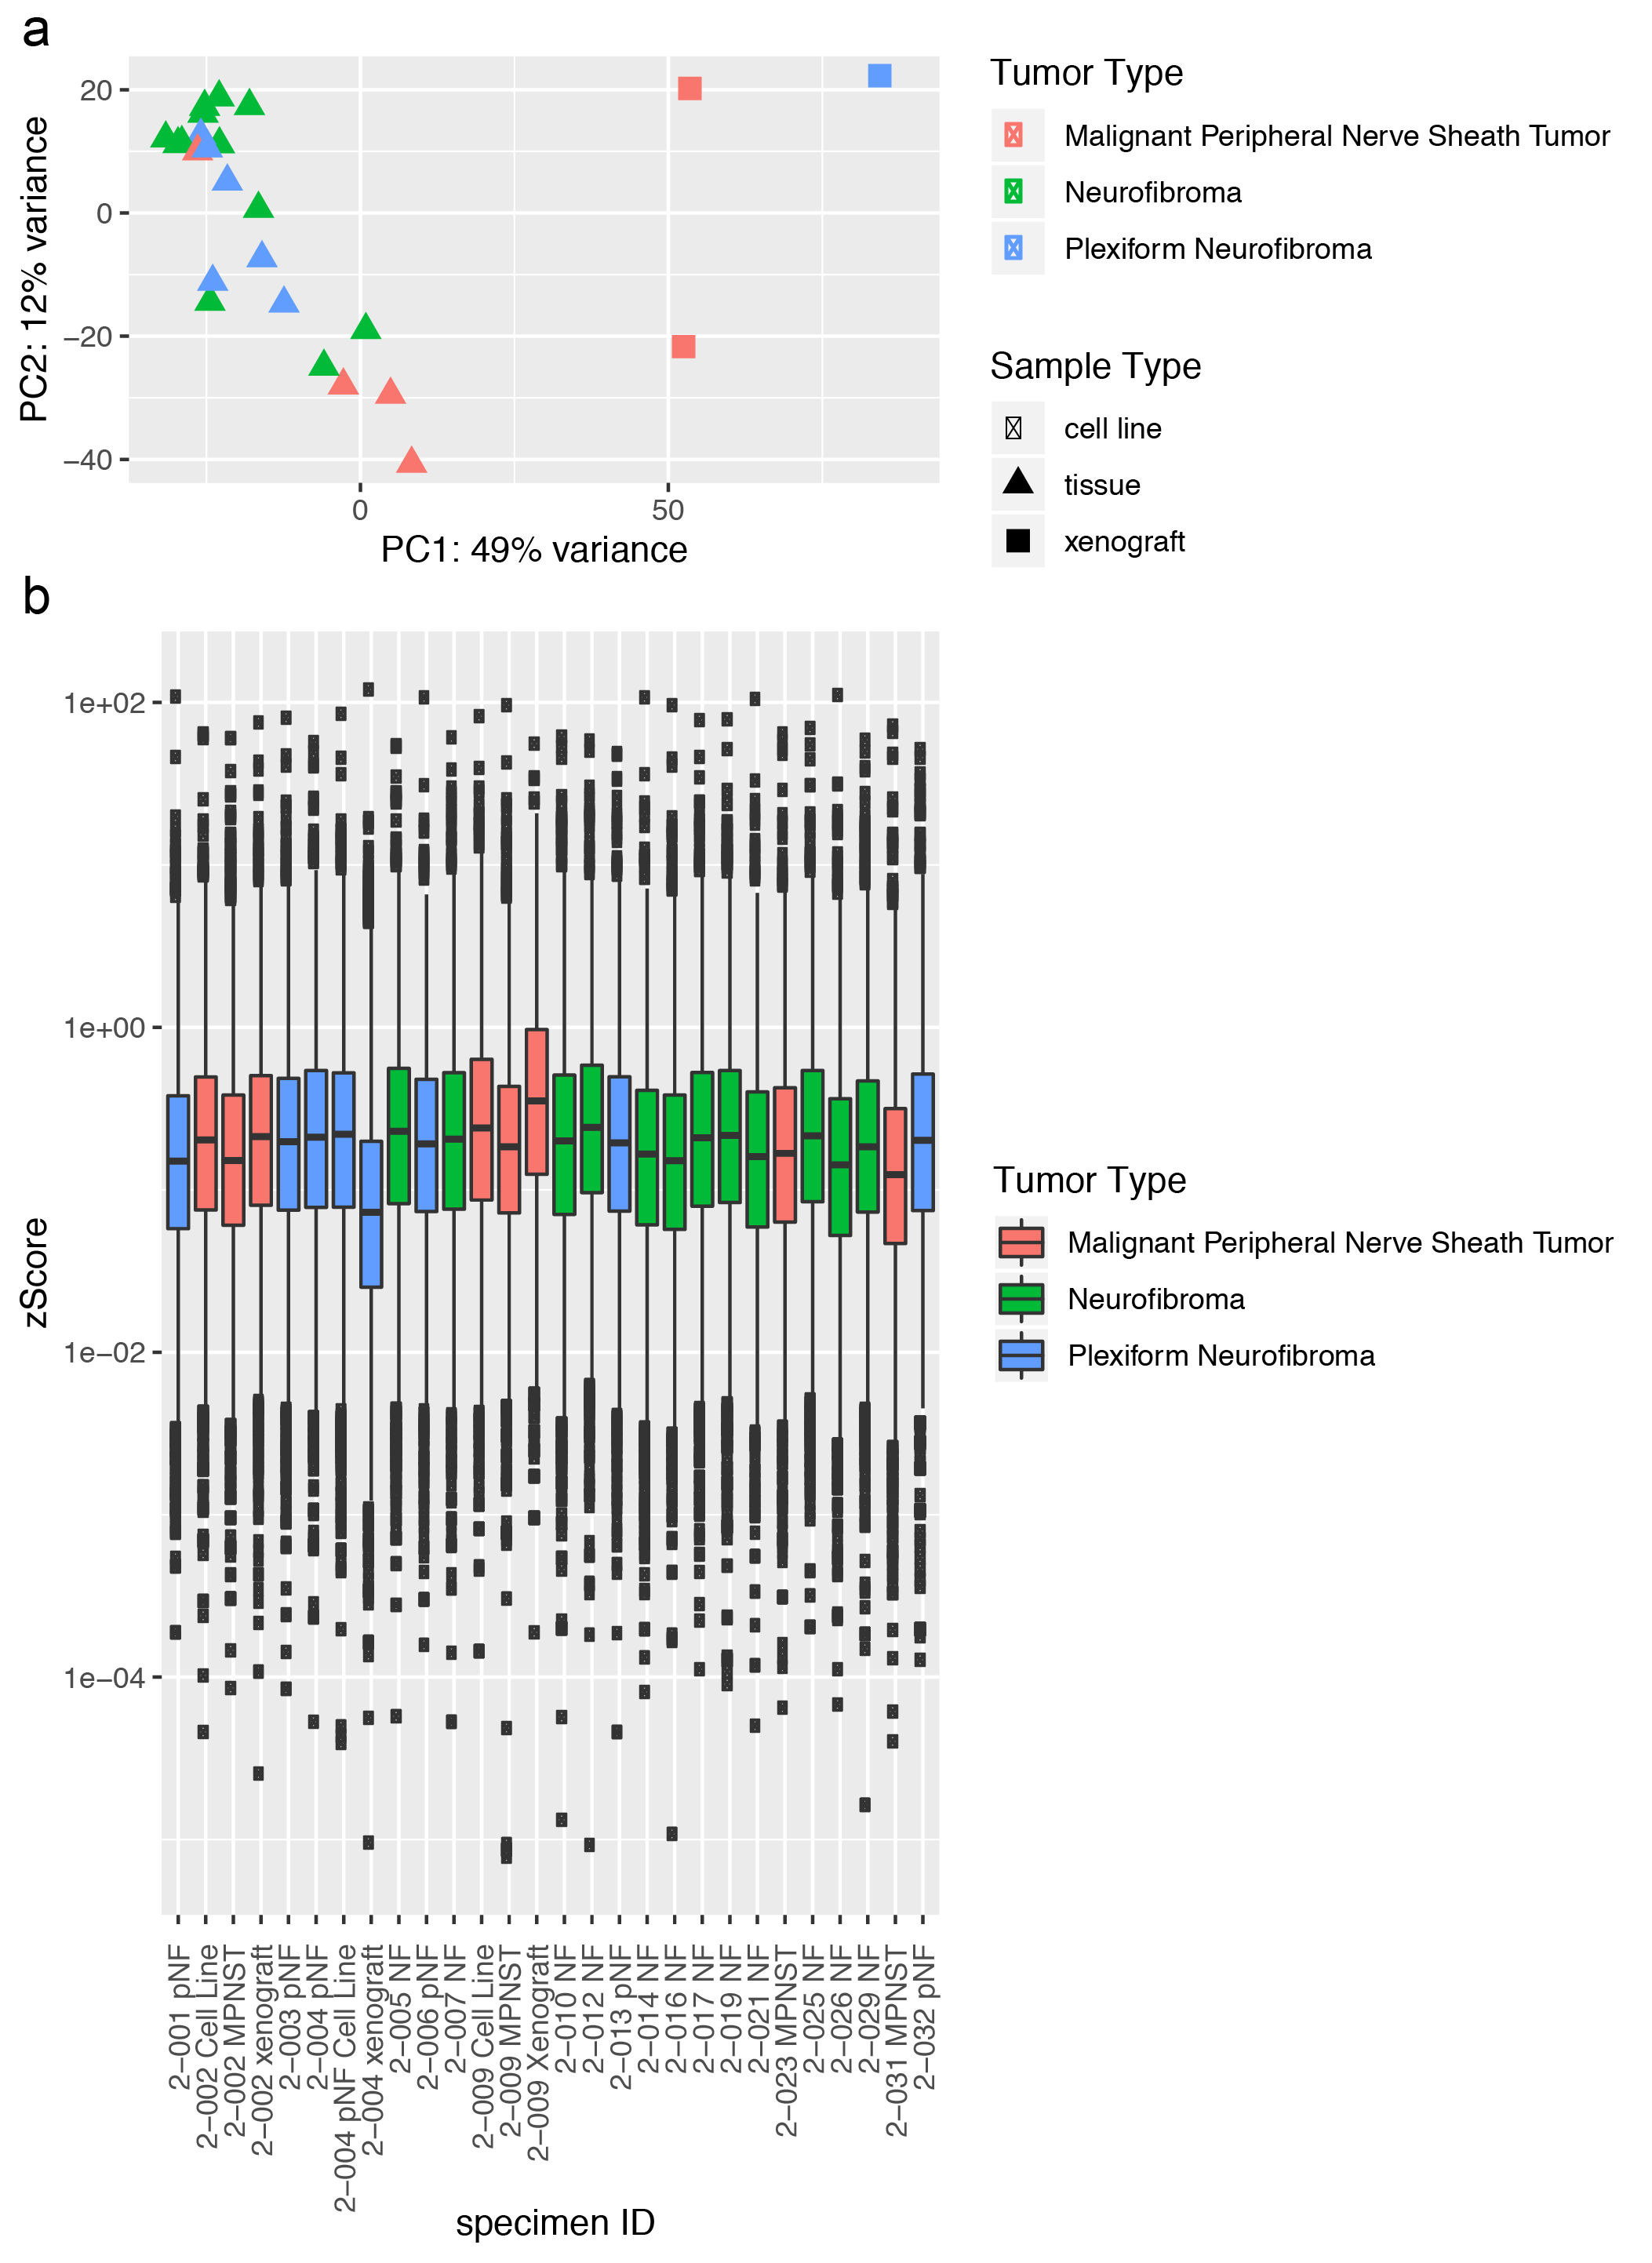 a
20
0
−20
−40
PC2: 12% variance
0
50
PC1: 49% variance
Tumor Type
Malignant Peripheral Nerve Sheath Tumor
Neurofibroma
Plexiform Neurofibroma
Sample Type
cell line
tissue
xenograft
b
1e+02
1e+00
1e−02
1e−04
zScore
2−001 pNF
2−002 Cell Line
2−002 MPNST
2−002 xenograft
2−003 pNF
2−004 pNF
2−004 pNF Cell Line
2−004 xenograft
2−005 NF
2−006 pNF
2−007 NF
2−009 Cell Line
2−009 MPNST
2−009 Xenograft
2−010 NF
2−012 NF
2−013 pNF
2−014 NF
2−016 NF
2−017 NF
2−019 NF
2−021 NF
2−023 MPNST
2−025 NF
2−026 NF
2−029 NF
2−031 MPNST
2−032 pNF
specimen ID
Tumor Type
Malignant Peripheral Nerve Sheath Tumor
Neurofibroma
Plexiform Neurofibroma